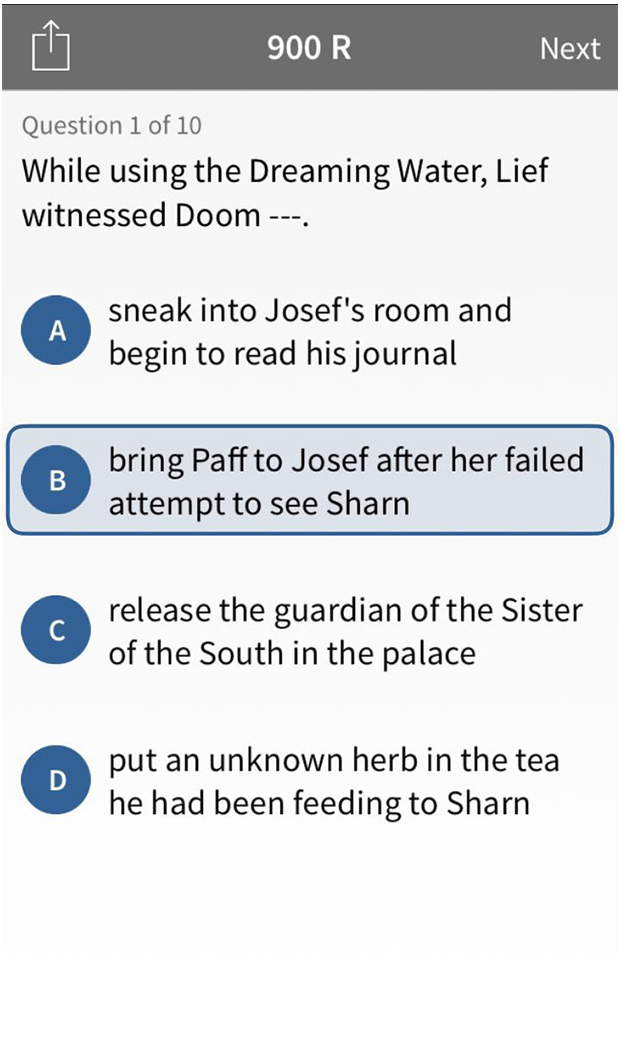 900 R
Next
Question 1 of 10
While using the Dreaming Water, Lief
witnessed Doom ---.
A
sneak into Josef's room and
begin to read his journal
B
bring Paff to Josef after her failed
attempt to see Sharn
C
release the guardian of the Sister
of the South in the palace
D
put an unknown herb in the tea
he had been feeding to Sharn